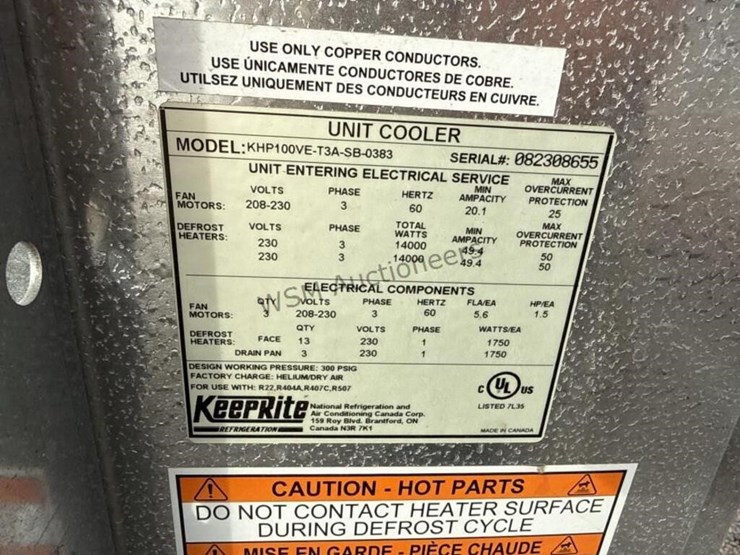 USE ONLY COPPER CONDUCTORS.
USE ÚNICAMENTE CONDUCTORES DE COBRE.
UTILSEZ UNIQUEMENT DES CONDUCTEURS EN CUIVRE.
UNIT COOLER
MODEL: KHP100VE-T3A-SB-0383 SERIAL#: 082308655
UNIT ENTERING ELECTRICAL SERVICE
FAN MOTORS: VOLTS PHASE HERTZ MIN AMPACITY MAX OVERCURRENT PROTECTION
208-230 3 60 20.1 25
DEFROST HEATERS: VOLTS PHASE TOTAL WATTS MIN AMPACITY MAX OVERCURRENT PROTECTION
230 3 14000 49.4 50
230 3 14000 49.4 50
WSM Auctioneers
ELECTRICAL COMPONENTS
FAN MOTORS: QTY VOLTS PHASE HERTZ FLA/EA HP/EA
3 208-230 3 60 5.6 1.5
DEFROST HEATERS: QTY VOLTS PHASE WATTS/EA
FACE 13 230 1 1750
DRAIN PAN 3 230 1 1750
DESIGN WORKING PRESSURE: 300 PSIG
FACTORY CHARGE: HELIUM/DRY AIR
FOR USE WITH: R22,R404A,R407C,R507
C UL US
LISTED 7L35
KeepRite
REFRIGERATION
National Refrigeration and
Air Conditioning Canada Corp.
159 Roy Blvd. Brantford, ON
Canada N3R 7K1
MADE IN CANADA
CAUTION - HOT PARTS
DO NOT CONTACT HEATER SURFACE
DURING DEFROST CYCLE
MISE EN GARDE - PIÈCE CHAUDE